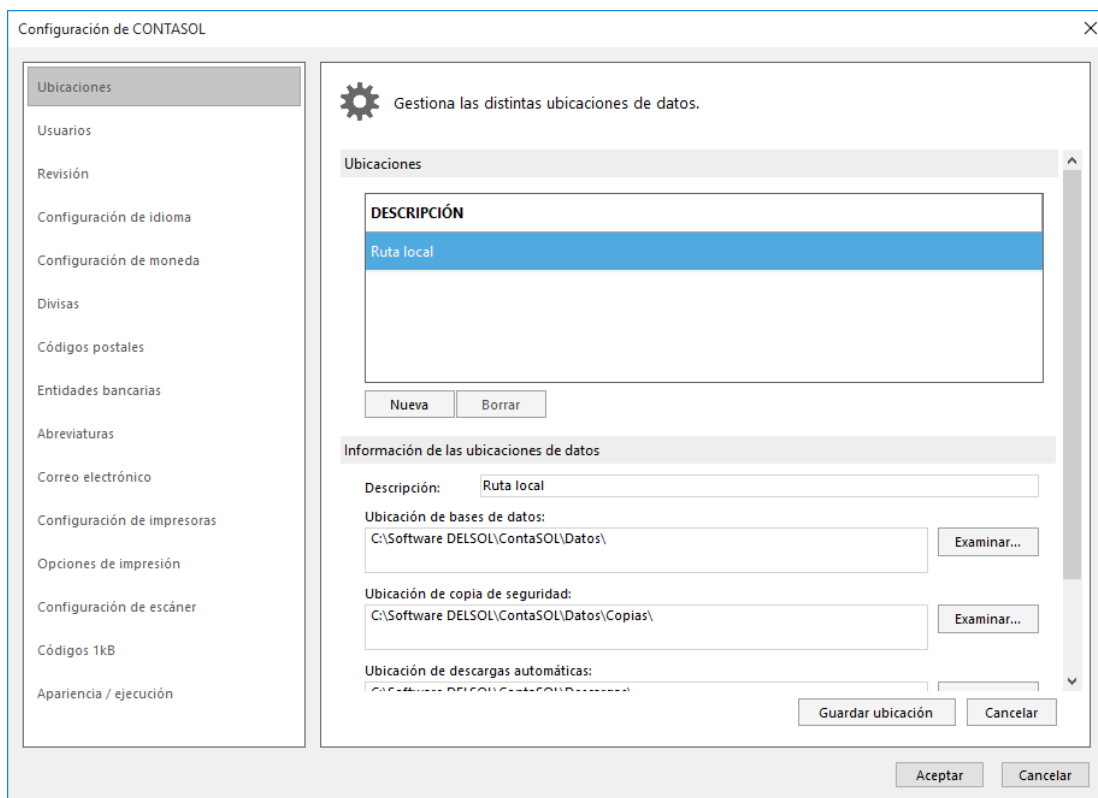 Configuración de CONTASOL
Ubicaciones
Usuarios
Revisión
Configuración de idioma
Configuración de moneda
Divisas
Códigos postales
Entidades bancarias
Abreviaturas
Correo electrónico
Configuración de impresoras
Opciones de impresión
Configuración de escáner
Códigos 1kB
Apariencia / ejecución
Gestiona las distintas ubicaciones de datos.
Ubicaciones
DESCRIPCIÓN
Ruta local
Nueva Borrar
Información de las ubicaciones de datos
Descripción: Ruta local
Ubicación de bases de datos:
C:\Software DELSOL\ContaSOL\Datos\ Examinar...
Ubicación de copia de seguridad:
C:\Software DELSOL\ContaSOL\Datos\Copias\ Examinar...
Ubicación de descargas automáticas:
C:\Software DELSOL\ContaSOL\Descargas\
Guardar ubicación Cancelar
Aceptar Cancelar